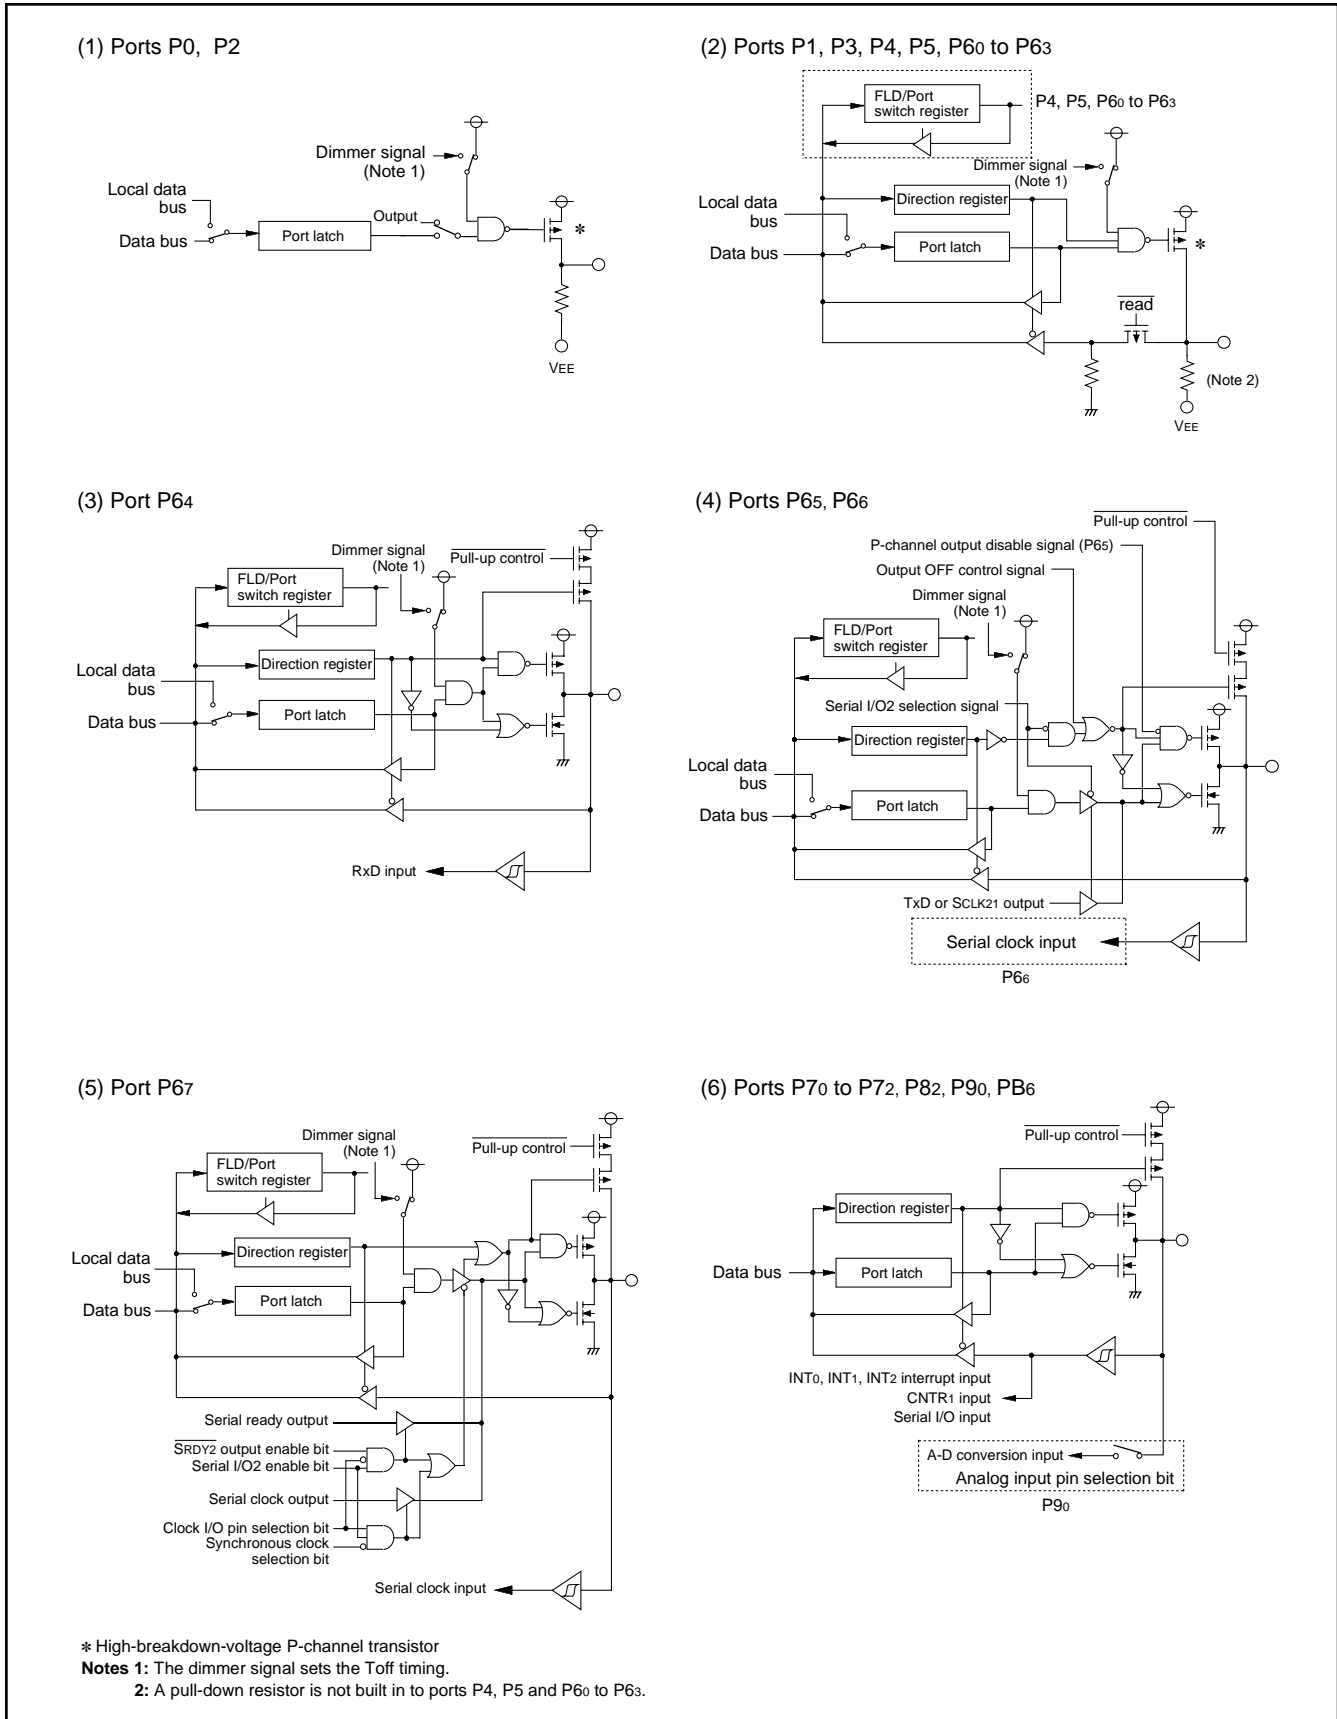 (1) Ports P0, P2
Dimmer signal
(Note 1)
Local data
bus
Data bus
Port latch
Output
*
VEE
(2) Ports P1, P3, P4, P5, P60 to P63
FLD/Port
switch register
P4, P5, P60 to P63
Dimmer signal
(Note 1)
Local data
bus
Direction register
Data bus
Port latch
*
read
(Note 2)
VEE
(3) Port P64
Dimmer signal
(Note 1)
Pull-up control
FLD/Port
switch register
Local data
bus
Direction register
Data bus
Port latch
RxD input
(4) Ports P65, P66
Pull-up control
P-channel output disable signal (P65)
Output OFF control signal
Dimmer signal
(Note 1)
FLD/Port
switch register
Serial I/O2 selection signal
Direction register
Local data
bus
Data bus
Port latch
TxD or SCLK21 output
Serial clock input
P66
(5) Port P67
Dimmer signal
(Note 1)
Pull-up control
FLD/Port
switch register
Local data
bus
Direction register
Data bus
Port latch
Serial ready output
SRDY2 output enable bit
Serial I/O2 enable bit
Serial clock output
Clock I/O pin selection bit
Synchronous clock
selection bit
Serial clock input
(6) Ports P70 to P72, P82, P90, PB6
Pull-up control
Direction register
Data bus
Port latch
INT0, INT1, INT2 interrupt input
CNTR1 input
Serial I/O input
A-D conversion input
Analog input pin selection bit
P90
* High-breakdown-voltage P-channel transistor
Notes 1: The dimmer signal sets the Toff timing.
2: A pull-down resistor is not built in to ports P4, P5 and P60 to P63.